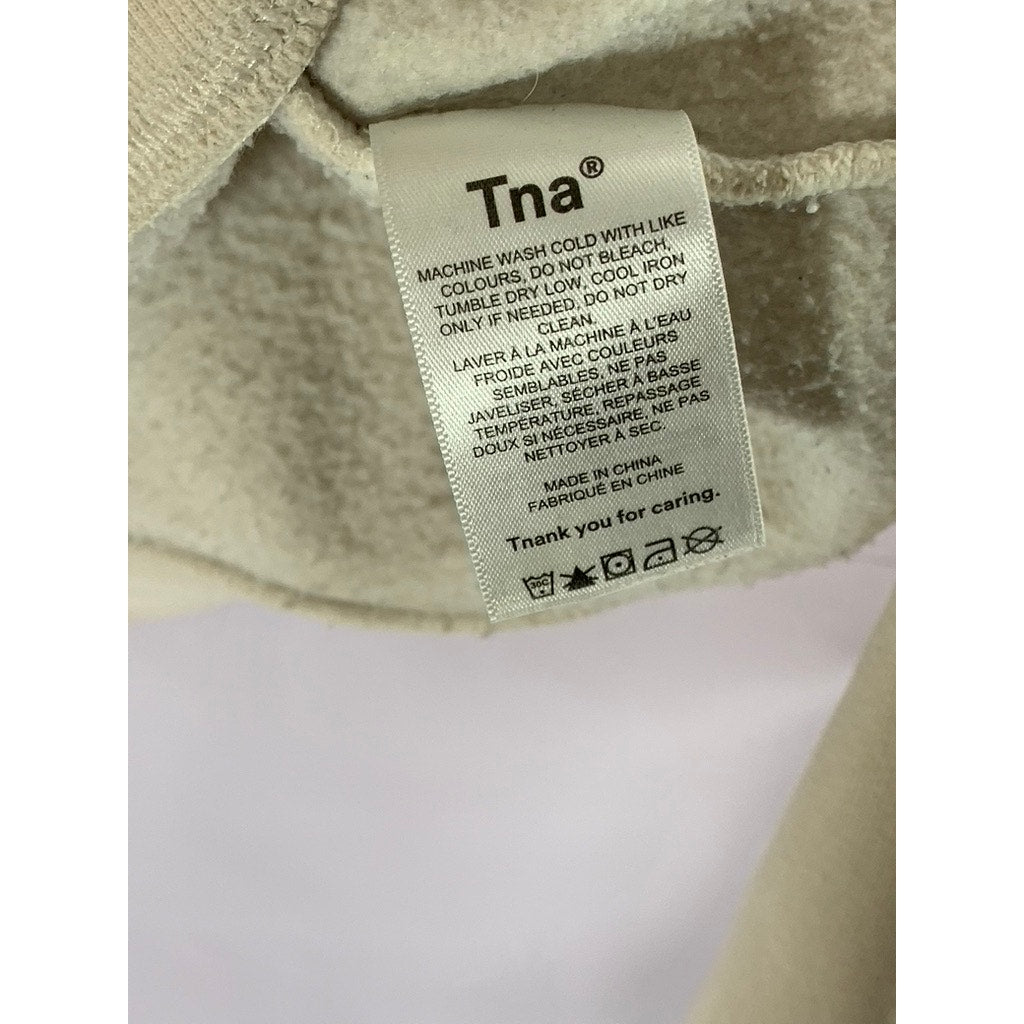 Tna®
MACHINE WASH COLD WITH LIKE
COLOURS, DO NOT BLEACH,
TUMBLE DRY LOW, COOL IRON
ONLY IF NEEDED, DO NOT DRY
CLEAN.
LAVER À LA MACHINE À L'EAU
FROIDE AVEC COULEURS
SEMBLABLES, NE PAS
JAVELISER, SÉCHER À BASSE
TEMPÉRATURE, REPASSAGE
DOUX SI NÉCESSAIRE, NE PAS
NETTOYER À SEC.
MADE IN CHINA
FABRIQUÉ EN CHINE
Tnank you for caring.
30C